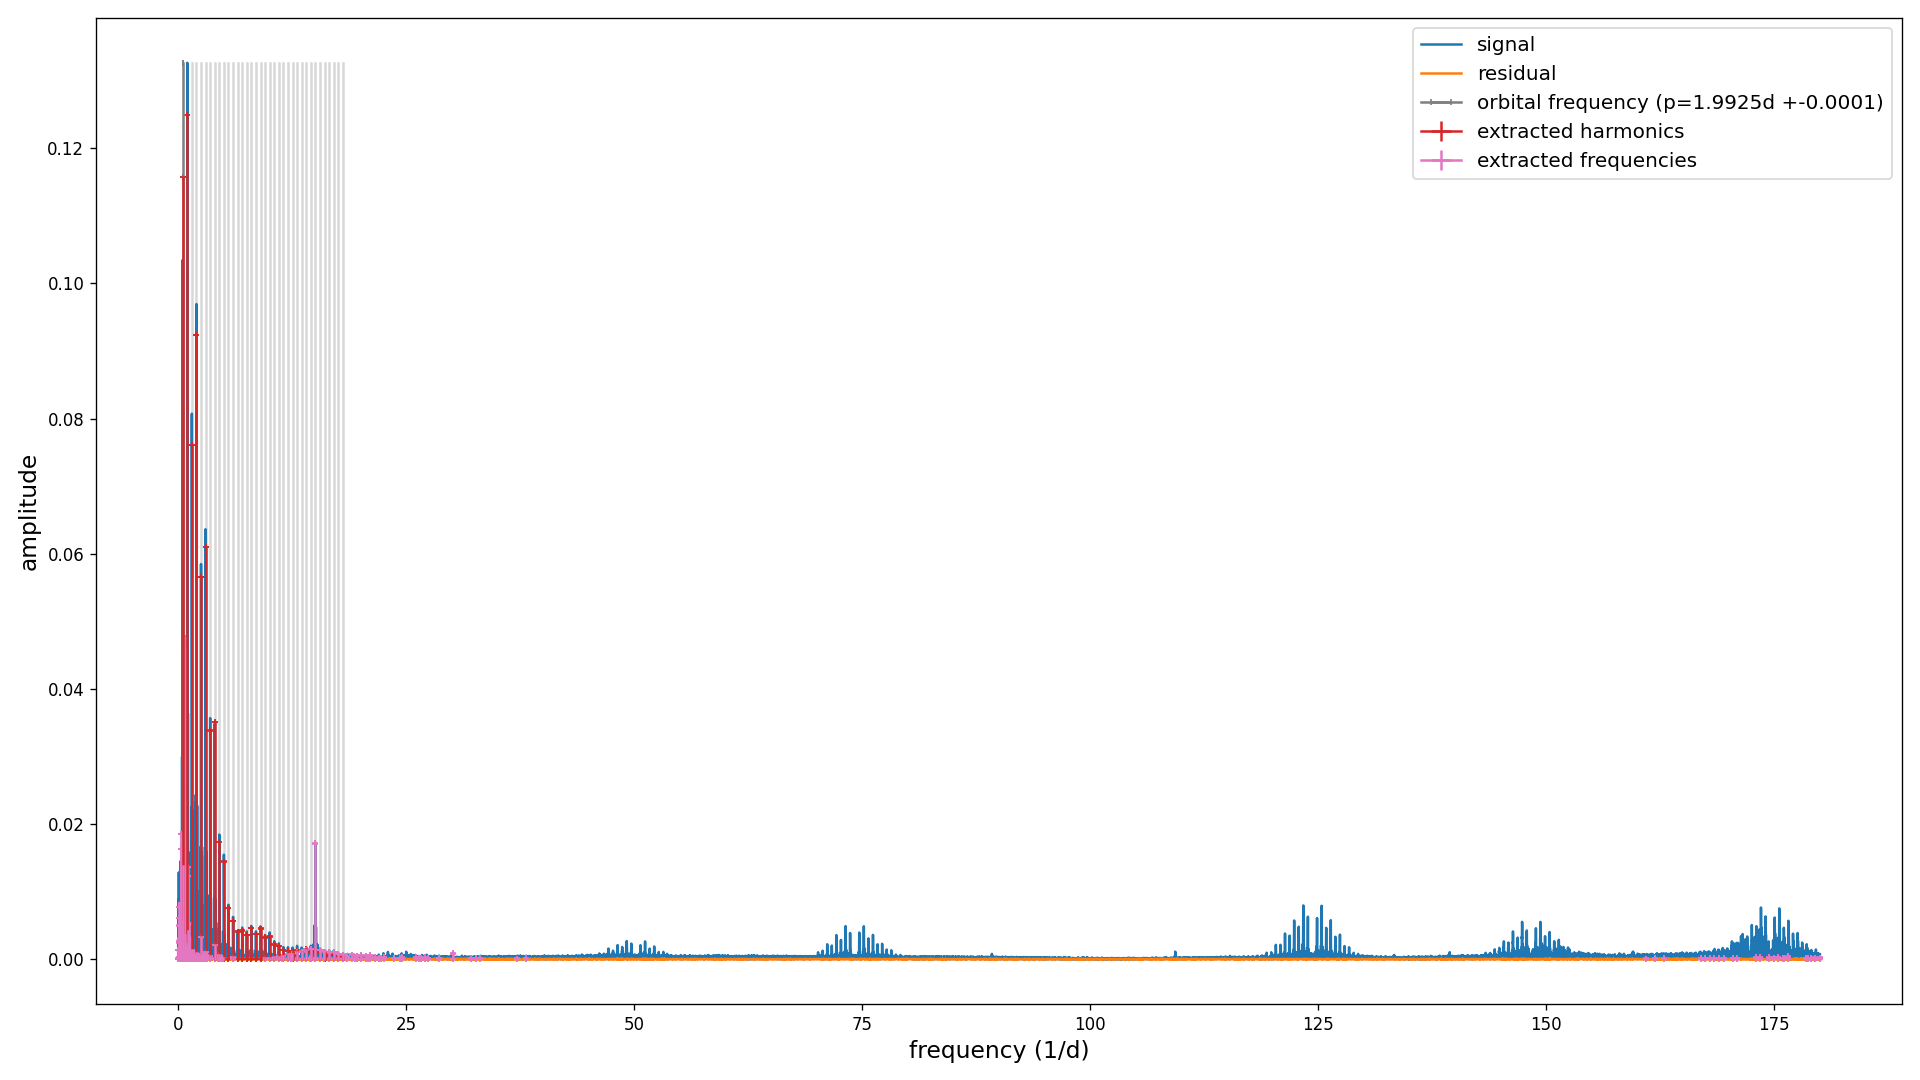 signal
residual
orbital frequency (p=1.9925d +-0.0001)
extracted harmonics
extracted frequencies
amplitude
0.12
0.10
0.08
0.06
0.04
0.02
0.00
0 25 50 75 100 125 150 175
frequency (1/d)